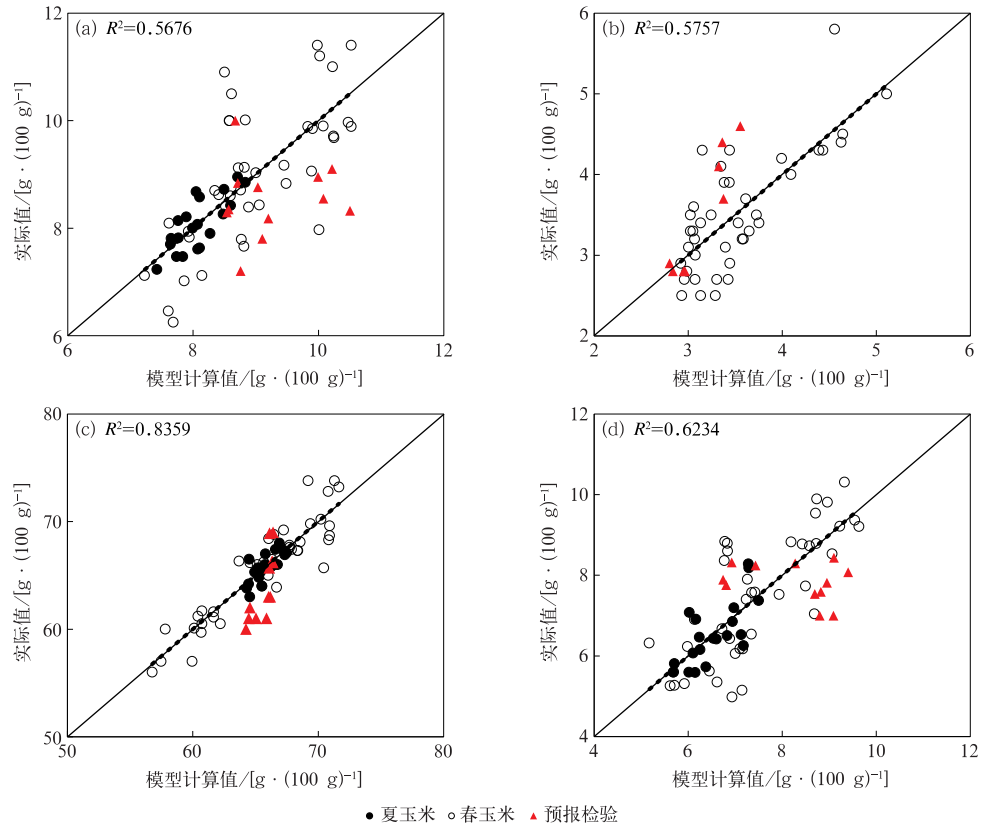 (a) R²=0.5676
12
10
8
6
6 8 10 12
实际值/[g·(100 g)⁻¹]
模型计算值/[g·(100 g)⁻¹]
(b) R²=0.5757
6
5
4
3
2
2 3 4 5 6
实际值/[g·(100 g)⁻¹]
模型计算值/[g·(100 g)⁻¹]
(c) R²=0.8359
80
70
60
50
50 60 70 80
实际值/[g·(100 g)⁻¹]
模型计算值/[g·(100 g)⁻¹]
(d) R²=0.6234
12
10
8
6
4
4 6 8 10 12
实际值/[g·(100 g)⁻¹]
模型计算值/[g·(100 g)⁻¹]
夏玉米 春玉米 预报检验